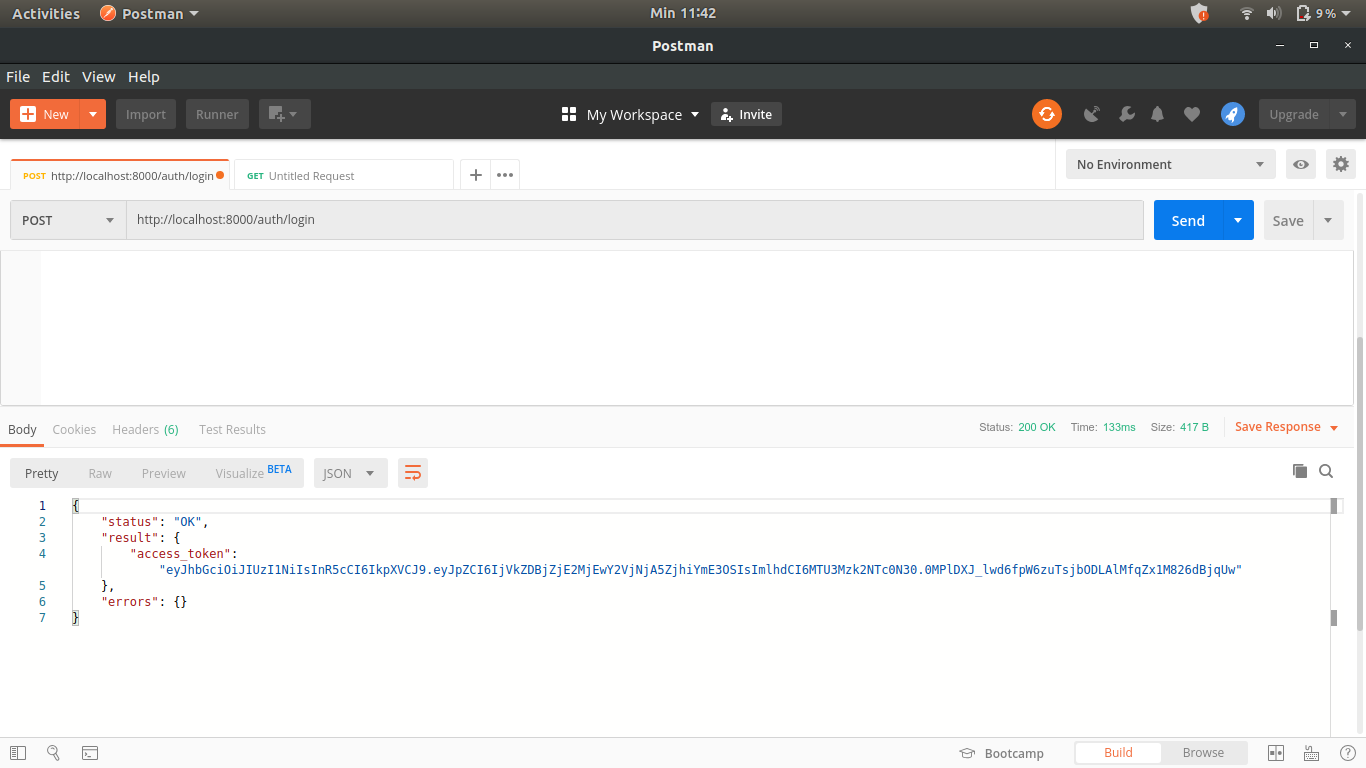 Activities Postman Min 11:42 9%
Postman
File Edit View Help
New Import Runner My Workspace Invite Upgrade
No Environment
POST http://localhost:8000/auth/login GET Untitled Request
POST http://localhost:8000/auth/login Send Save
Body Cookies Headers (6) Test Results Status: 200 OK Time: 133ms Size: 417 B Save Response
Pretty Raw Preview Visualize BETA JSON
1 {
2 "status": "OK",
3 "result": {
4 "access_token":
"eyJhbGciOiJIUzI1NiIsInR5cCI6IkpXVCJ9.eyJpZCI6IjVkZDBjZjE2MjEwY2VjNjA5ZjhiYmE3OSIsImlhdCI6MTU3Mzk2NTc0N30.0MPlDXJ_lwd6fpW6zuTsjbODLAlMfqZx1M826dBjqUw"
5 },
6 "errors": {}
7 }
Bootcamp Build Browse